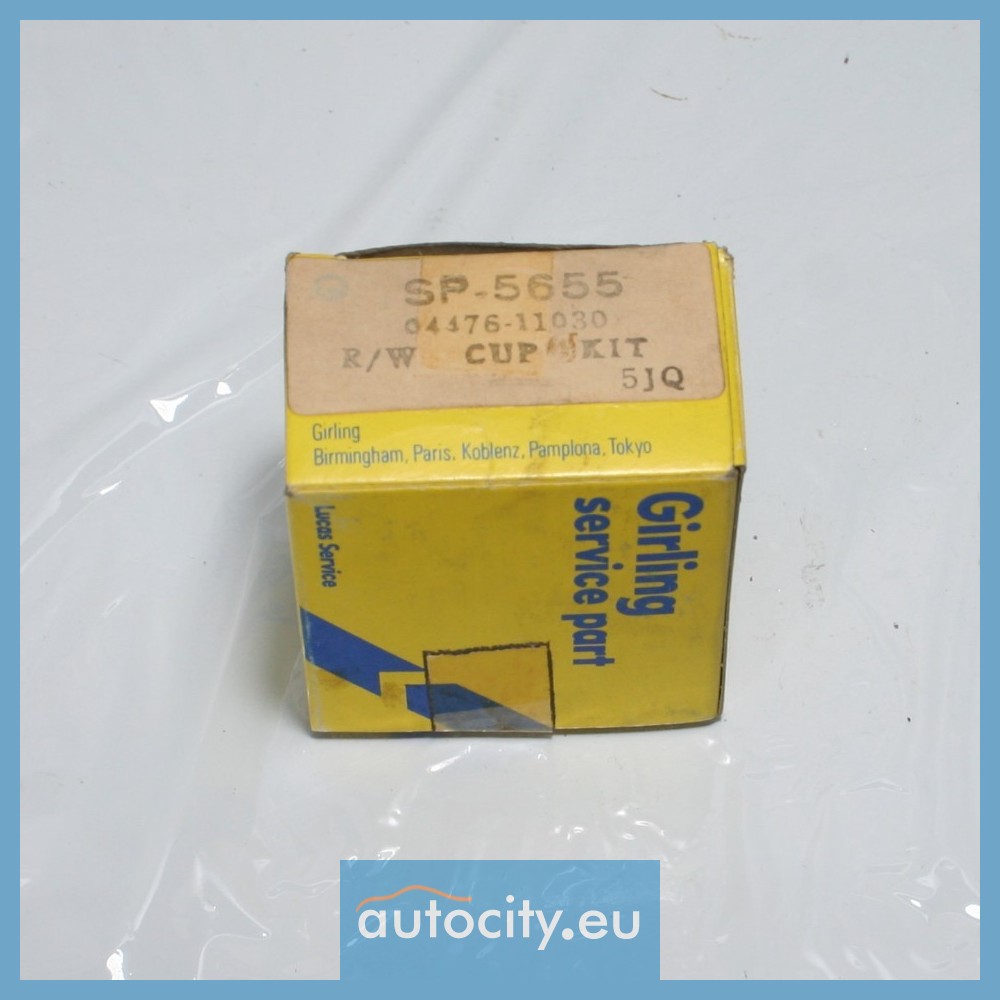 SP-5655
04476-11030
R/W CUP KIT
5JQ
Girling
Birmingham, Paris, Koblenz, Pamplona, Tokyo
Girling
service part
Lucas Service
autocity.eu